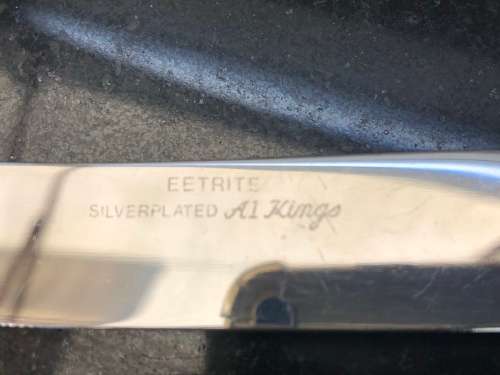 EETRITE
SILVERPLATED A1 Kings